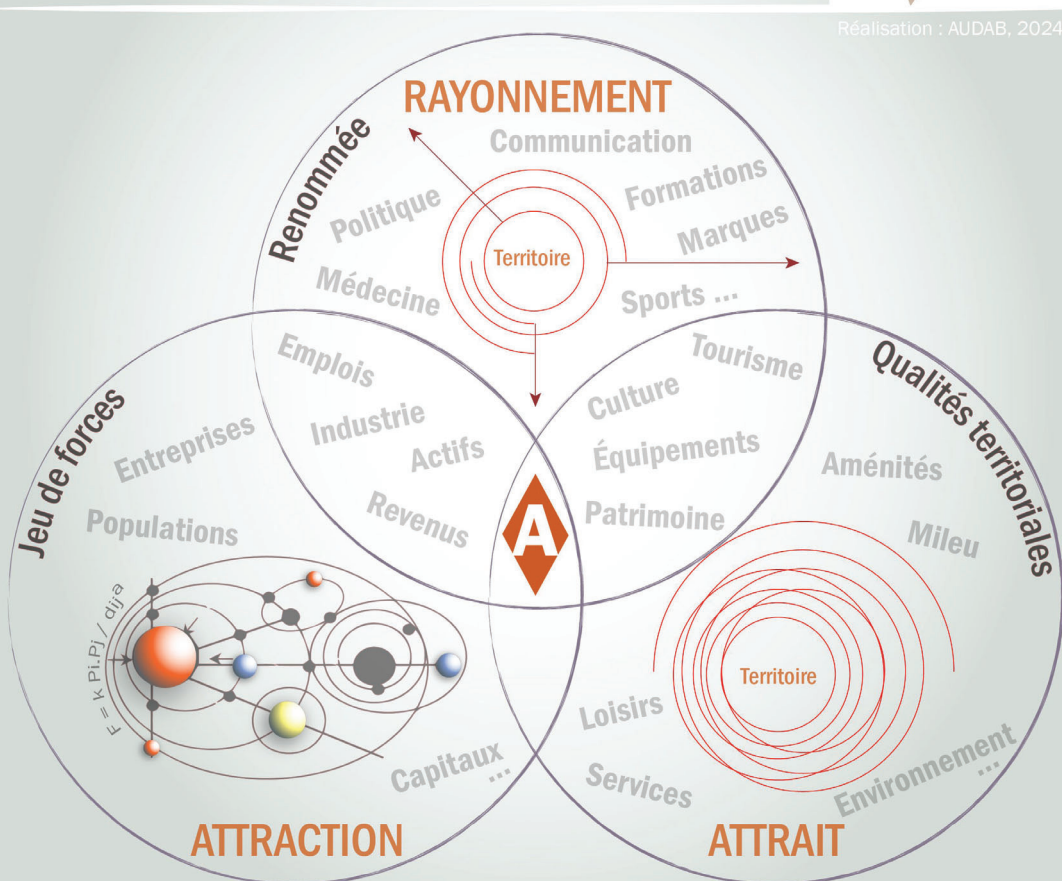 Réalisation : AUDAB, 2024
RAYONNEMENT
Renommée
Communication
Politique
Formations
Marques
Territoire
Médecine
Sports ...
Emplois
Tourisme
Culture
Industrie
Actifs
Équipements
Revenus
Patrimoine
A
Jeu de forces
Entreprises
Populations
F = k Pi.Pj / dija
Capitaux
...
ATTRACTION
Qualités territoriales
Aménités
Mileu
Territoire
Loisirs
Services
Environnement
...
ATTRAIT